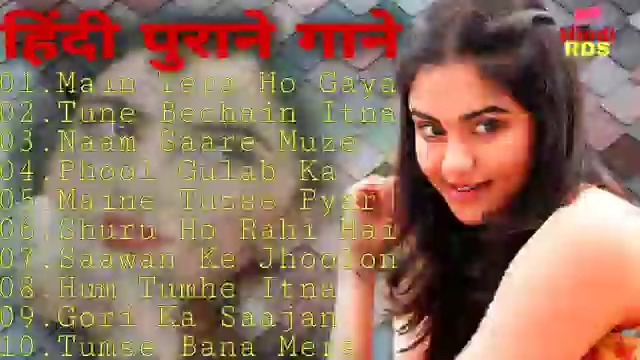 हिंदी पुराने गाने
Hindi
RDS
01.Main Tera Ho Gaya
02.Tune Bechain Itna
03.Naam Saare Muze
04.Phool Gulab Ka
05.Maine Tumse Pyar
06.Shuru Ho Rahi Hai
07.Saawan Ke Jhoolon
08.Hum Tumhe Itna
09.Gori Ka Saajan
10.Tumse Bana Mera